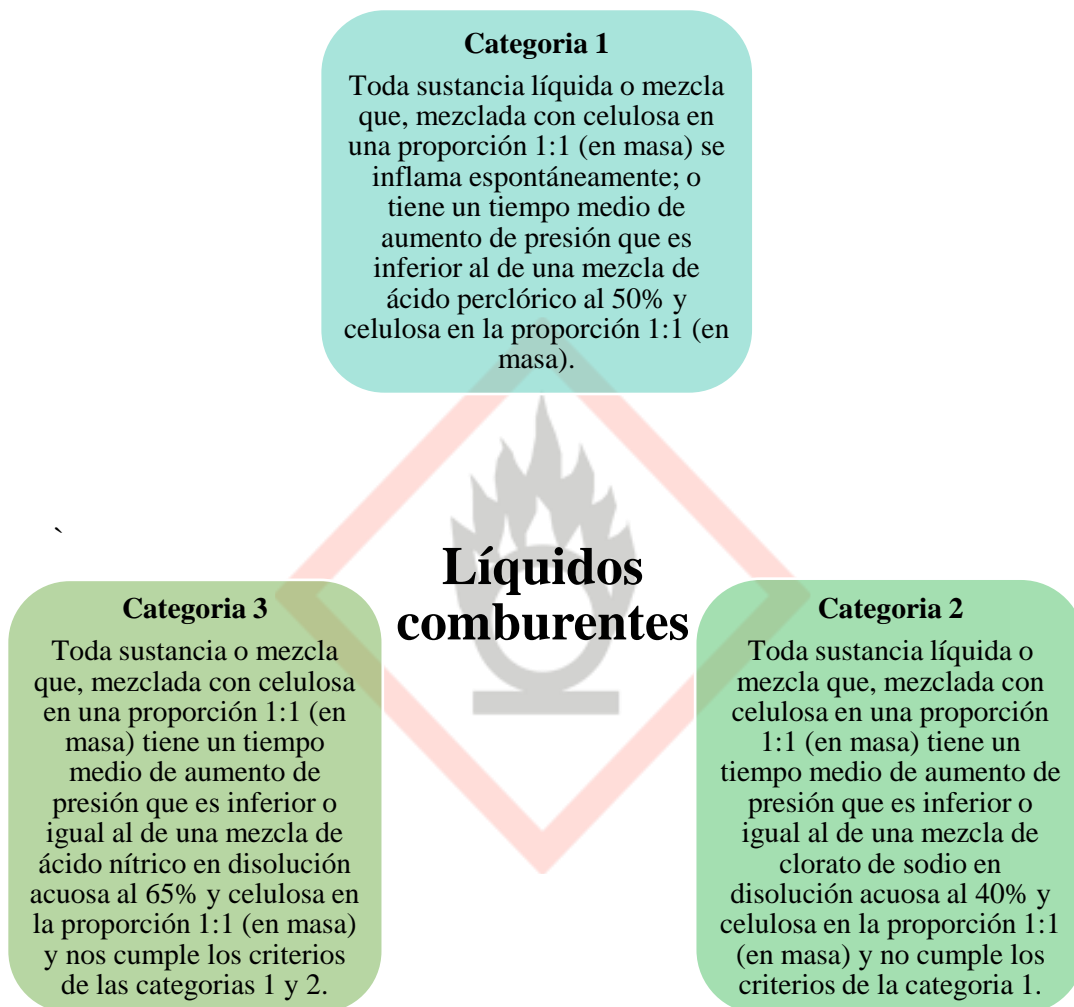 Categoria 1
Toda sustancia líquida o mezcla
que, mezclada con celulosa en
una proporción 1:1 (en masa) se
inflama espontáneamente; o
tiene un tiempo medio de
aumento de presión que es
inferior al de una mezcla de
ácido perclórico al 50% y
celulosa en la proporción 1:1 (en
masa).
`
Líquidos
comburentes
Categoria 3
Toda sustancia o mezcla
que, mezclada con celulosa
en una proporción 1:1 (en
masa) tiene un tiempo
medio de aumento de
presión que es inferior o
igual al de una mezcla de
ácido nítrico en disolución
acuosa al 65% y celulosa en
la proporción 1:1 (en masa)
y nos cumple los criterios
de las categorias 1 y 2.
Categoria 2
Toda sustancia líquida o
mezcla que, mezclada con
celulosa en una proporción
1:1 (en masa) tiene un
tiempo medio de aumento de
presión que es inferior o
igual al de una mezcla de
clorato de sodio en
disolución acuosa al 40% y
celulosa en la proporción 1:1
(en masa) y no cumple los
criterios de la categoria 1.